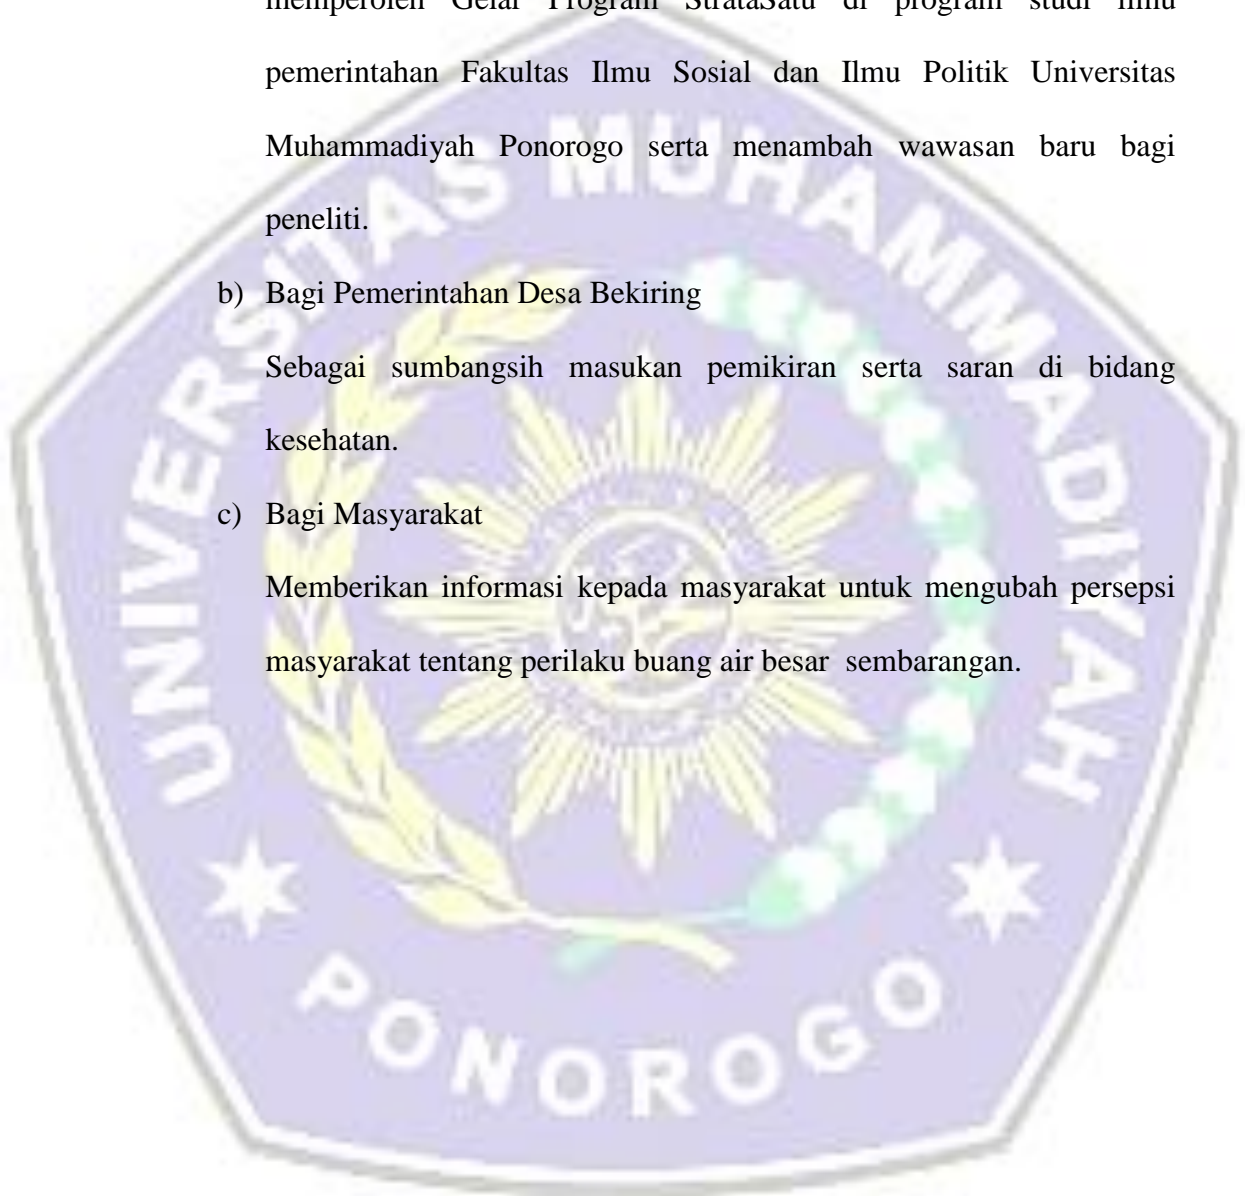 memperoleh Gelar Program StrataSatu di program studi ilmu
pemerintahan Fakultas Ilmu Sosial dan Ilmu Politik Universitas
Muhammadiyah Ponorogo serta menambah wawasan baru bagi
peneliti.
b) Bagi Pemerintahan Desa Bekiring
Sebagai sumbangsih masukan pemikiran serta saran di bidang
kesehatan.
c) Bagi Masyarakat
Memberikan informasi kepada masyarakat untuk mengubah persepsi
masyarakat tentang perilaku buang air besar sembarangan.
UNIVERSITAS MUHAMMADIYAH
PONOROGO